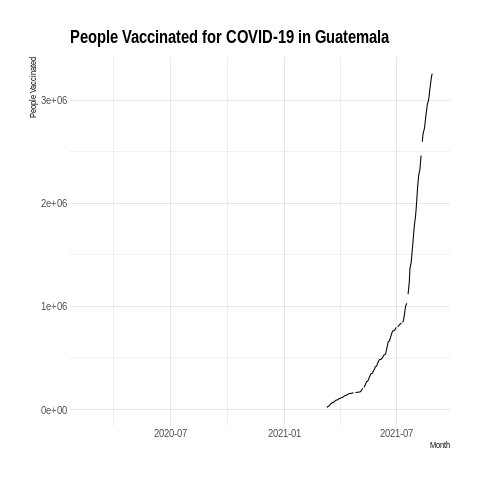 People Vaccinated for COVID-19 in Guatemala
People Vaccinated
3e+06
2e+06
1e+06
0e+00
2020-07 2021-01 2021-07
Month